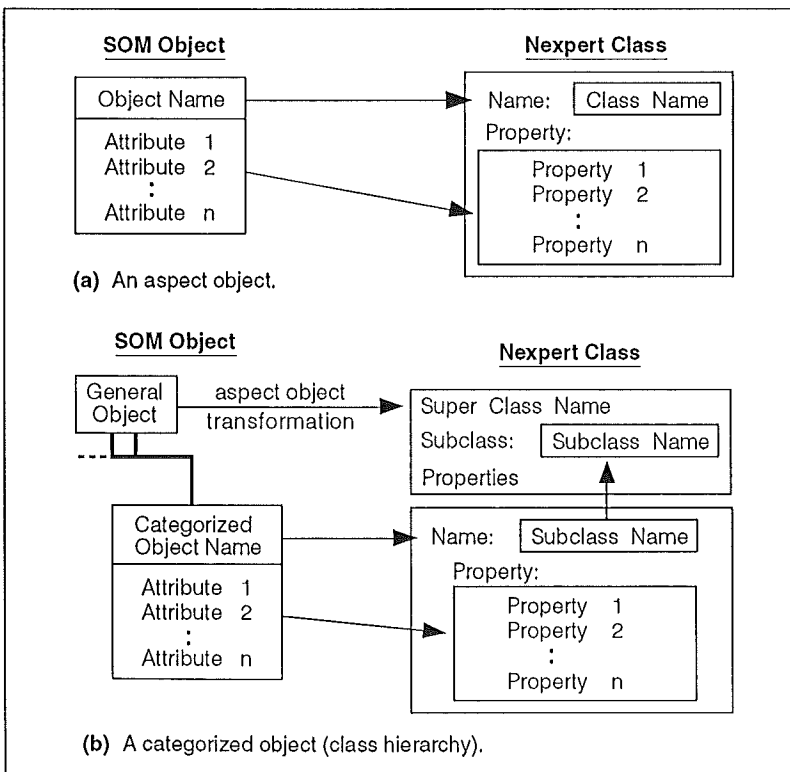 SOM Object
Nexpert Class
Object Name
Attribute 1
Attribute 2
Attribute n
Name: Class Name
Property:
Property 1
Property 2
Property n
(a) An aspect object.
SOM Object
Nexpert Class
General
Object
aspect object
transformation
Super Class Name
Subclass: Subclass Name
Properties
Categorized
Object Name
Attribute 1
Attribute 2
Attribute n
Name: Subclass Name
Property:
Property 1
Property 2
Property n
(b) A categorized object (class hierarchy).